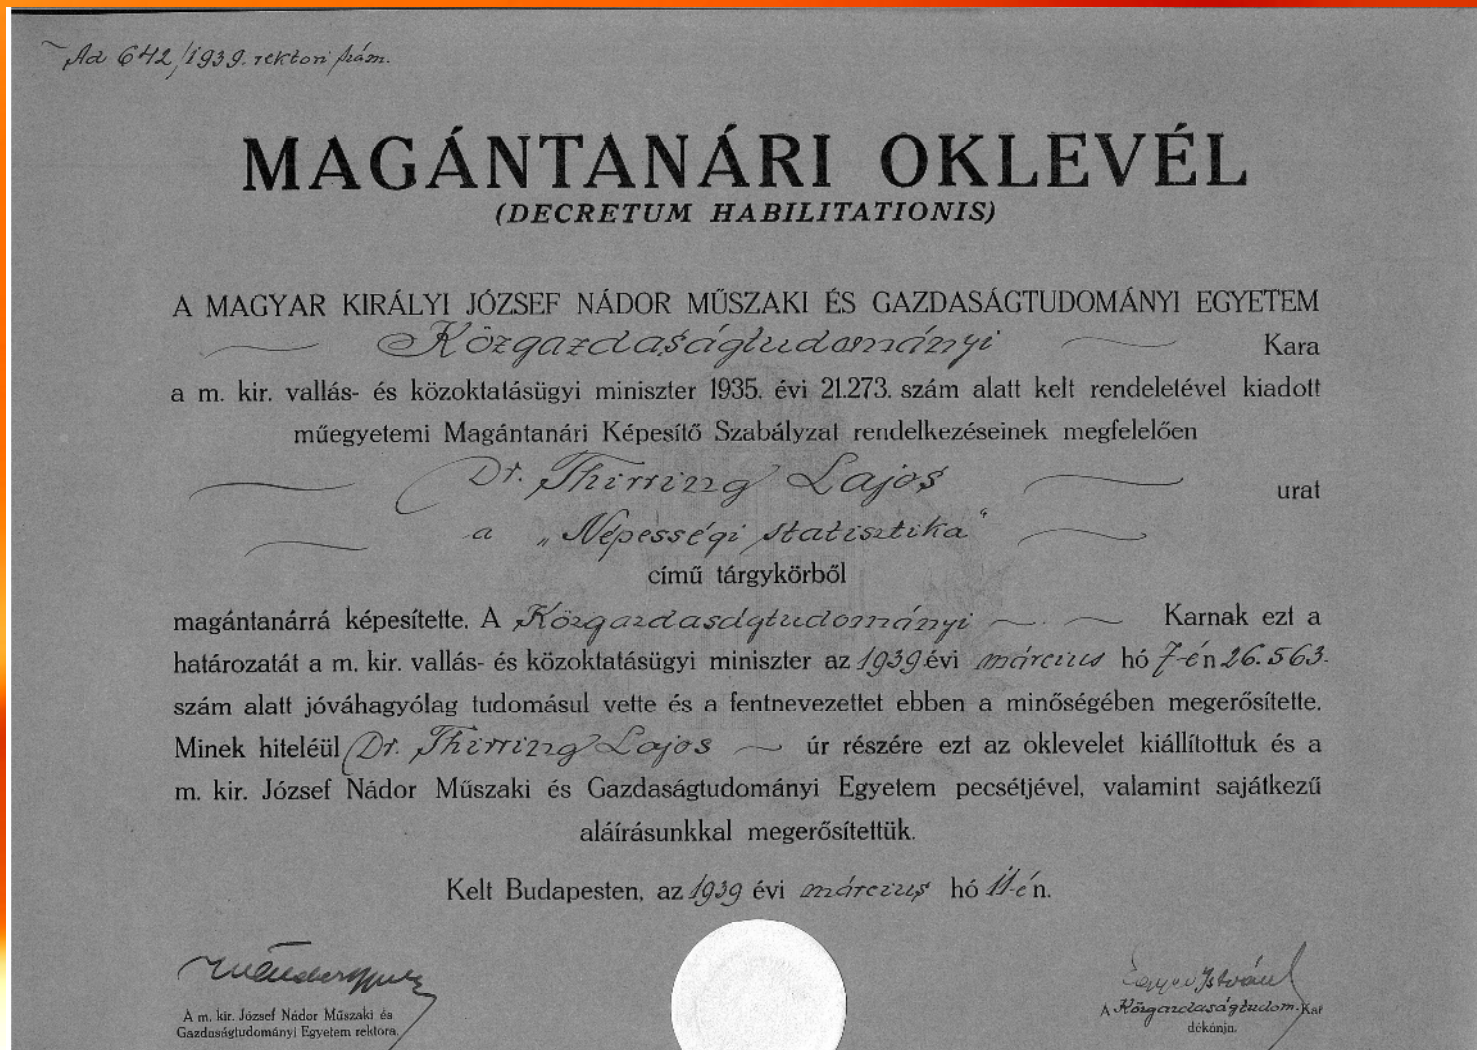 Ad 642/1939. rektori szám.
MAGÁNTANÁRI OKLEVÉL
(DECRETUM HABILITATIONIS)
A MAGYAR KIRÁLYI JÓZSEF NÁDOR MŰSZAKI ÉS GAZDASÁGTUDOMÁNYI EGYETEM
Közgazdaságtudományi Kara
a m. kir. vallás- és közoktatásügyi miniszter 1935. évi 21.273. szám alatt kelt rendeletével kiadott
műegyetemi Magántanári Képesítő Szabályzat rendelkezéseinek megfelelően
Dr. Thirring Lajos urat
a „Népességi statisztika“
című tárgykörből
magántanárrá képesítette. A Közgazdaságtudományi Karnak ezt a
határozatát a m. kir. vallás- és közoktatásügyi miniszter az 1939 évi március hó 7-én 26.563.
szám alatt jóváhagyólag tudomásul vette és a fentnevezettet ebben a minőségében megerősítette.
Minek hiteléül Dr. Thirring Lajos úr részére ezt az oklevelet kiállítottuk és a
m. kir. József Nádor Műszaki és Gazdaságtudományi Egyetem pecsétjével, valamint sajátkezű
aláírásunkkal megerősítettük.
Kelt Budapesten, az 1939 évi március hó 11-én.
István
A m. kir. József Nádor Műszaki és
Gazdaságtudományi Egyetem rektora.
A Közgazdaságtudom. Kar
dékánja.